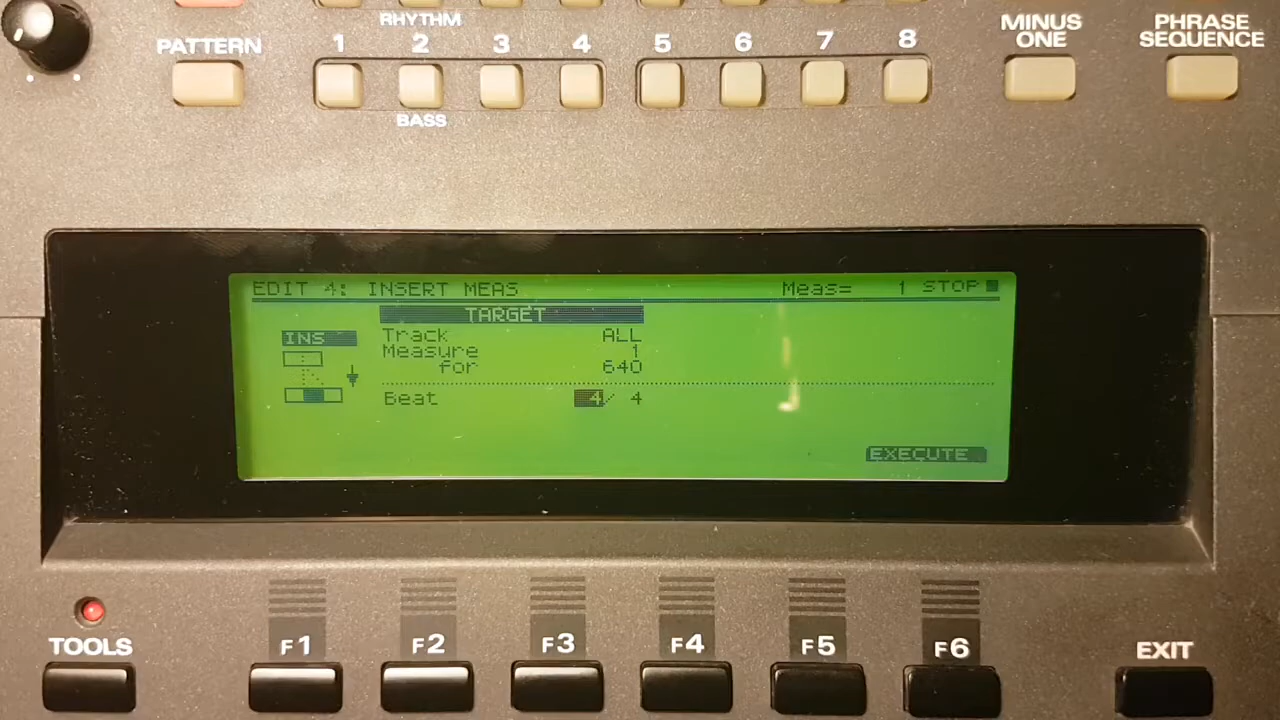 RHYTHM
PATTERN 1 2 3 4 5 6 7 8
MINUS ONE
PHRASE SEQUENCE
BASS
EDIT 4: INSERT MEAS Meas= 1 STOP
TARGET
INS
Track ALL
Measure 1
for 640
Beat 4/ 4
EXECUTE
TOOLS F1 F2 F3 F4 F5 F6 EXIT